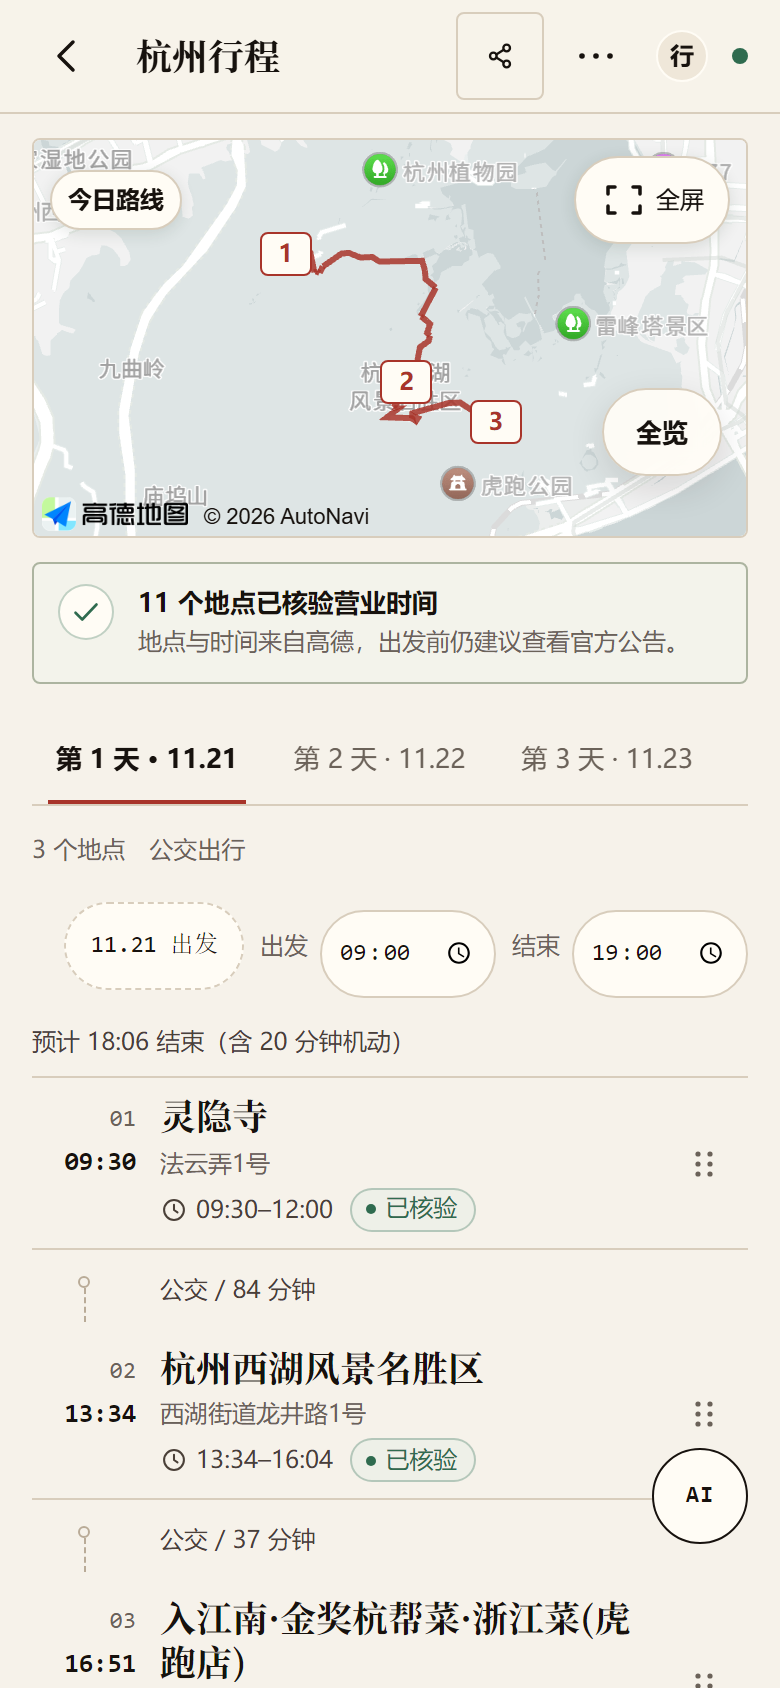 杭州行程
行
湿地公园
杭州植物园
今日路线
全屏
1
雷峰塔景区
九曲岭
2
3
全览
虎跑公园
庙坞山
高德地图 © 2026 AutoNavi
11 个地点已核验营业时间
地点与时间来自高德，出发前仍建议查看官方公告。
第 1 天 · 11.21
第 2 天 · 11.22
第 3 天 · 11.23
3 个地点 公交出行
11.21 出发
出发 09:00
结束 19:00
预计 18:06 结束（含 20 分钟机动）
01 灵隐寺
09:30 法云弄1号
09:30–12:00 已核验
公交 / 84 分钟
02 杭州西湖风景名胜区
13:34 西湖街道龙井路1号
13:34–16:04 已核验
AI
公交 / 37 分钟
03 入江南·金奖杭帮菜·浙江菜(虎
16:51 跑店)